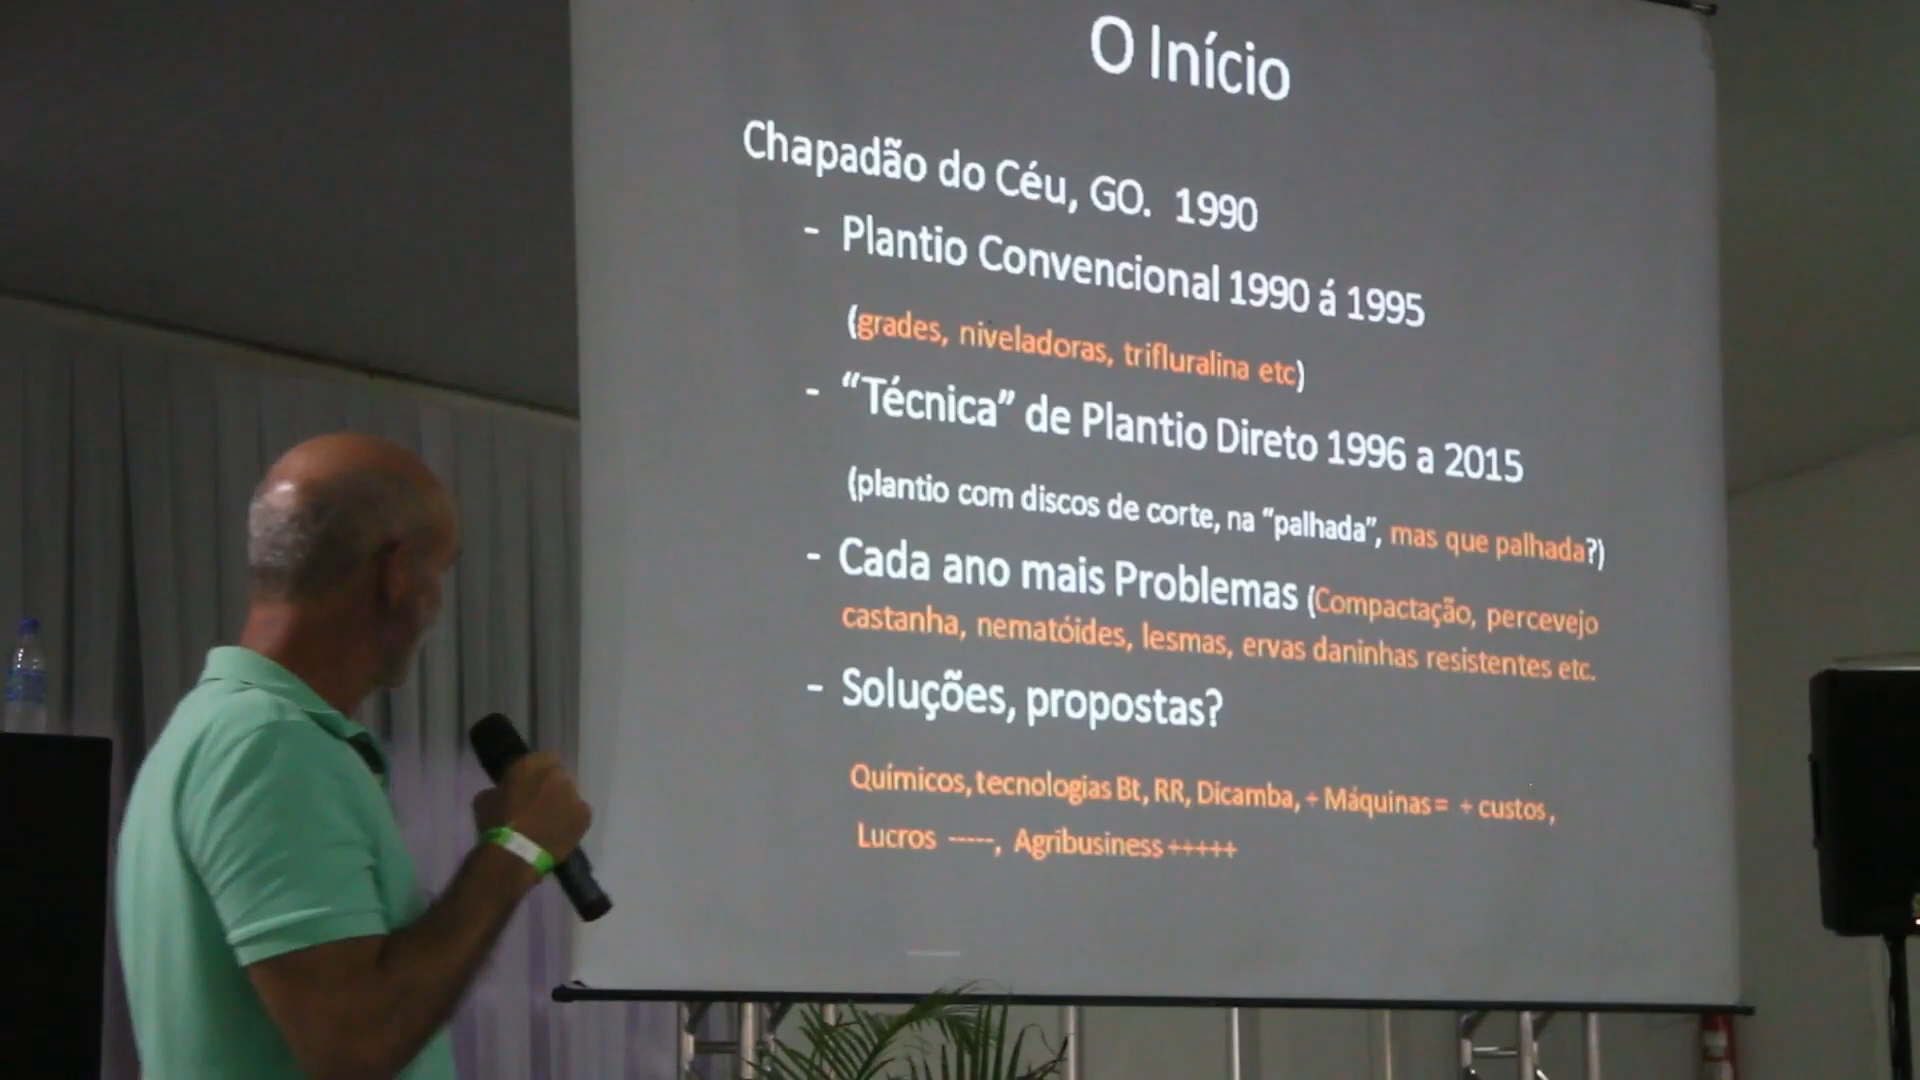 O Início
Chapadão do Céu, GO. 1990
- Plantio Convencional 1990 á 1995
(grades, niveladoras, trifluralina etc)
- “Técnica” de Plantio Direto 1996 a 2015
(plantio com discos de corte, na “palhada”, mas que palhada?)
- Cada ano mais Problemas (Compactação, percevejo
castanha, nematóides, lesmas, ervas daninhas resistentes etc.
- Soluções, propostas?
Químicos, tecnologias Bt, RR, Dicamba, + Máquinas = + custos,
Lucros -----, Agribusiness +++++